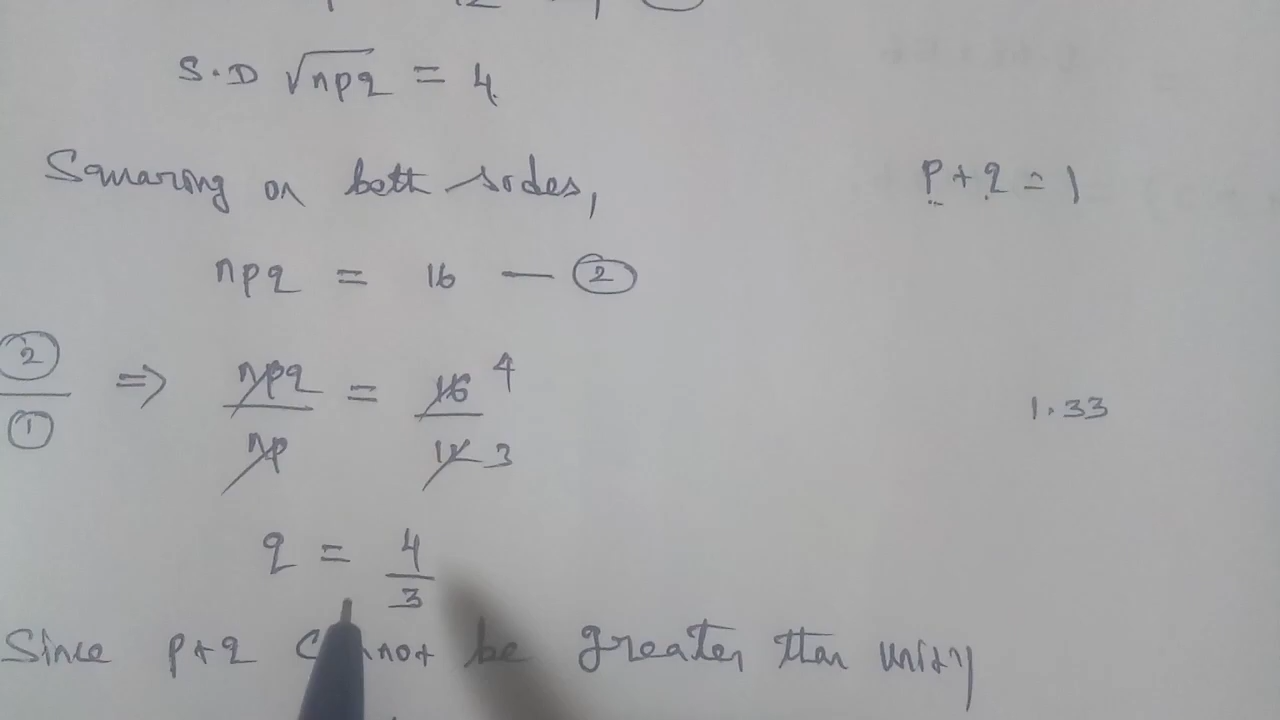 S.D √npq = 4
Squaring on both sides,
p + q = 1
npq = 16 — ②
②/① ⇒ npq/np = 16/12 4/3
1.33
q = 4/3
Since p+q be greater than unity